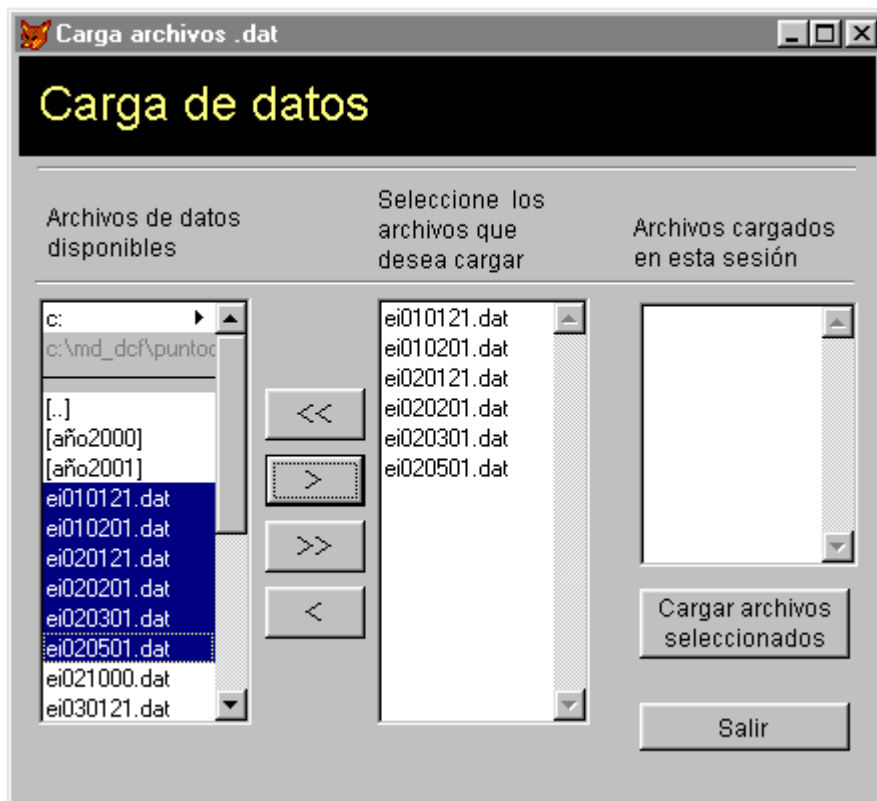 Carga archivos .dat
Carga de datos
Archivos de datos
disponibles
Seleccione los
archivos que
desea cargar
Archivos cargados
en esta sesión
c:
c:\md_dcf\puntoc
[..]
[año2000]
[año2001]
ei010121.dat
ei010201.dat
ei020121.dat
ei020201.dat
ei020301.dat
ei020501.dat
ei021000.dat
ei030121.dat
<<
>
>>
<
ei010121.dat
ei010201.dat
ei020121.dat
ei020201.dat
ei020301.dat
ei020501.dat
Cargar archivos
seleccionados
Salir